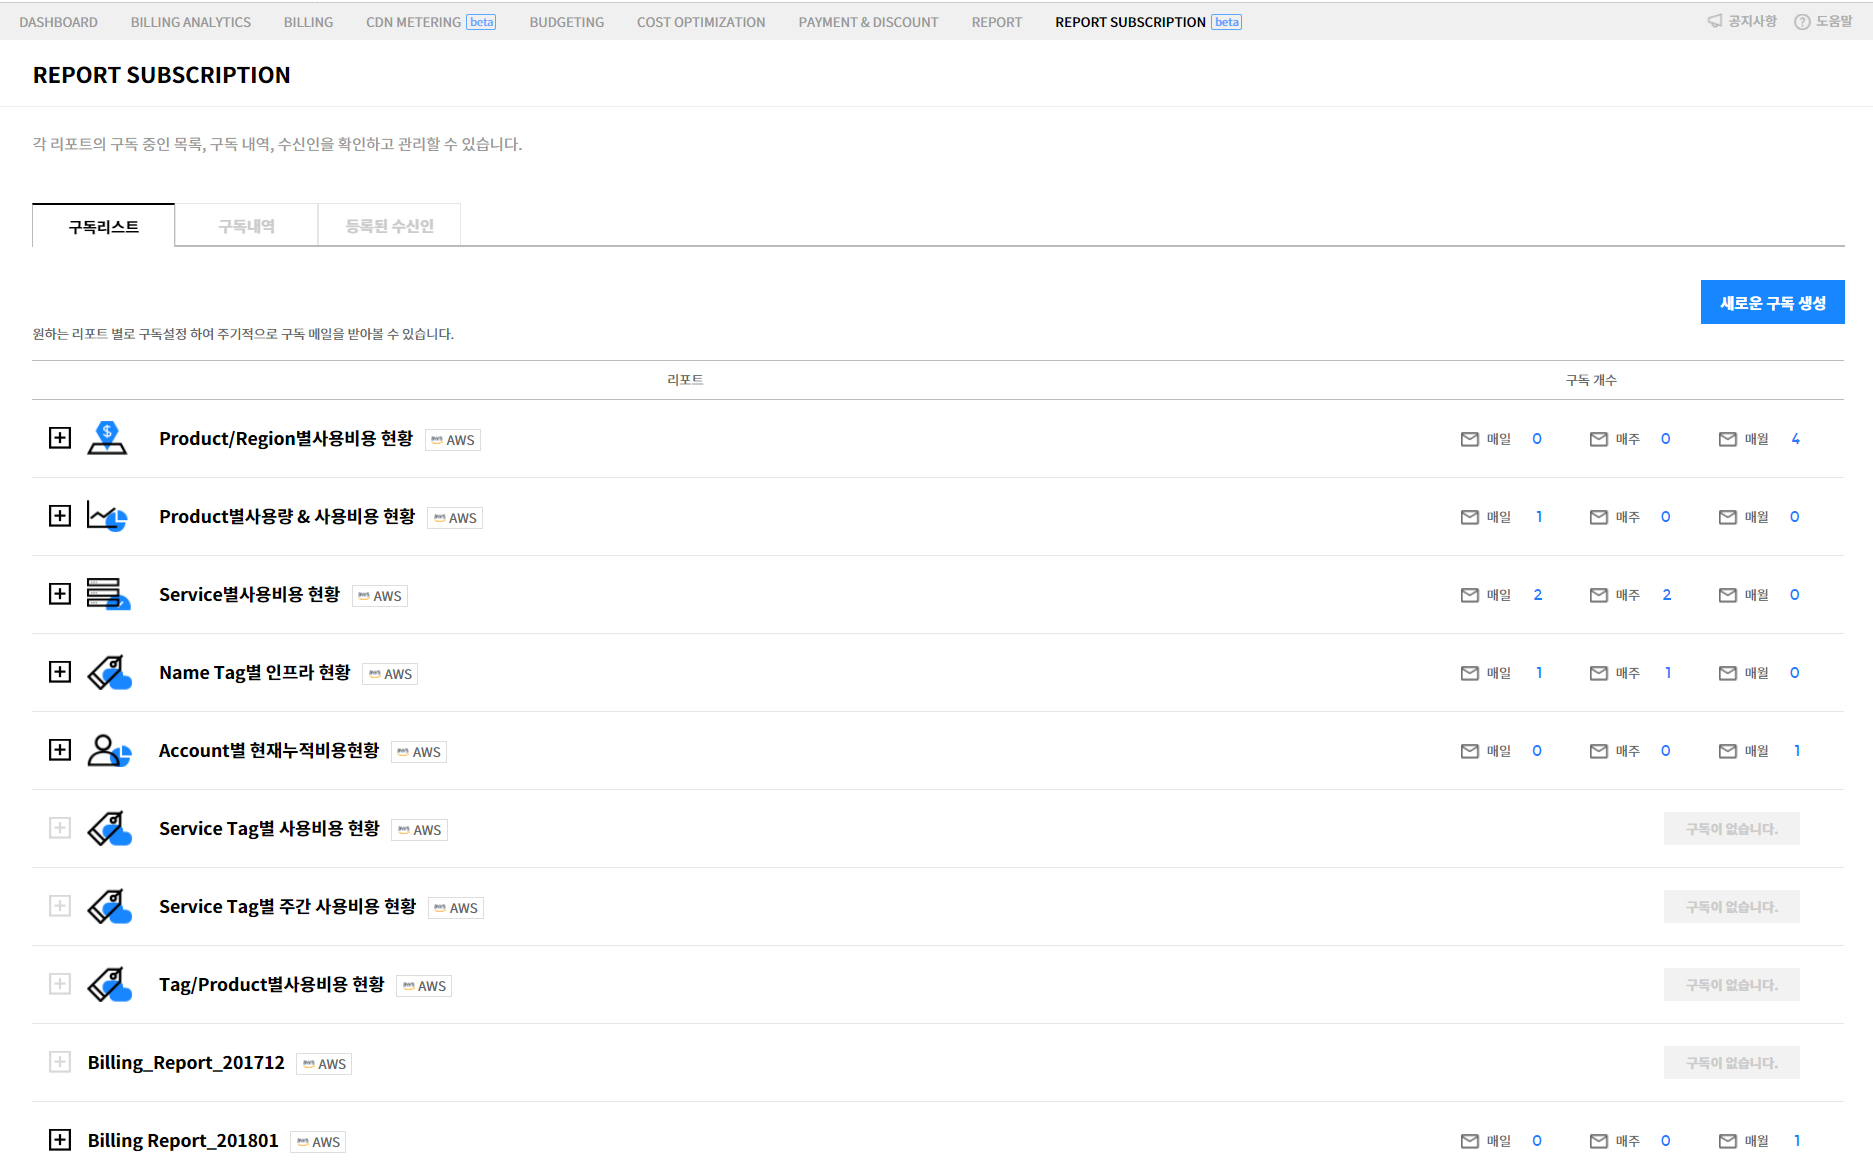 DASHBOARD BILLING ANALYTICS BILLING CDN METERING beta BUDGETING COST OPTIMIZATION PAYMENT & DISCOUNT REPORT REPORT SUBSCRIPTION beta 공지사항 ? 도움말
REPORT SUBSCRIPTION
각 리포트의 구독 중인 목록, 구독 내역, 수신인을 확인하고 관리할 수 있습니다.
구독리스트 구독내역 등록된 수신인
새로운 구독 생성
원하는 리포트 별로 구독설정 하여 주기적으로 구독 메일을 받아볼 수 있습니다.
리포트 구독 개수
Product/Region별사용비용 현황 AWS 매일 0 매주 0 매월 4
Product별사용량 & 사용비용 현황 AWS 매일 1 매주 0 매월 0
Service별사용비용 현황 AWS 매일 2 매주 2 매월 0
Name Tag별 인프라 현황 AWS 매일 1 매주 1 매월 0
Account별 현재누적비용현황 AWS 매일 0 매주 0 매월 1
Service Tag별 사용비용 현황 AWS 구독이 없습니다.
Service Tag별 주간 사용비용 현황 AWS 구독이 없습니다.
Tag/Product별사용비용 현황 AWS 구독이 없습니다.
Billing_Report_201712 AWS 구독이 없습니다.
Billing Report_201801 AWS 매일 0 매주 0 매월 1